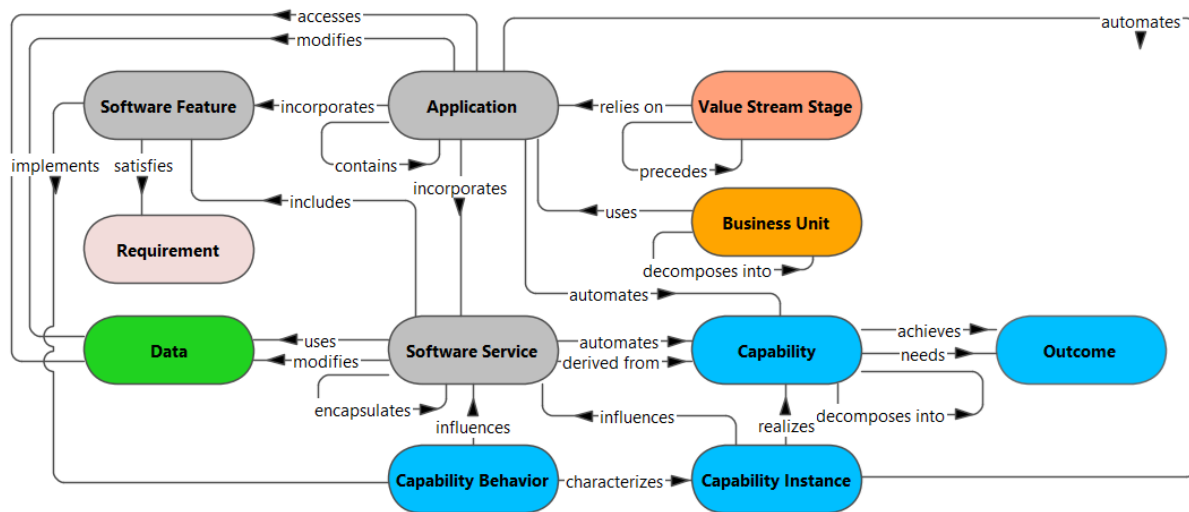 accesses
automates
modifies
Software Feature
incorporates
Application
relies on
Value Stream Stage
implements
satisfies
contains
incorporates
precedes
includes
uses
Business Unit
Requirement
decomposes into
automates
Data
uses
modifies
Software Service
automates
derived from
Capability
achieves
needs
Outcome
encapsulates
influences
influences
realizes
decomposes into
Capability Behavior
characterizes
Capability Instance